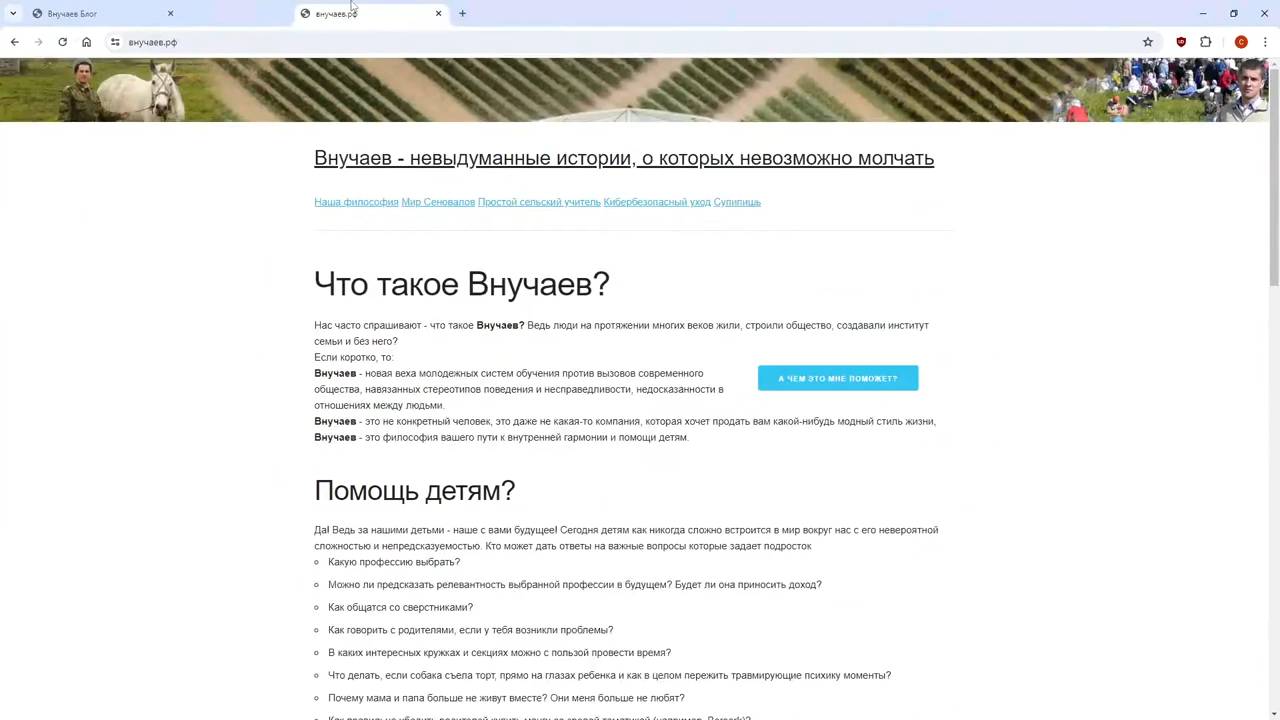 Внучаев Блог
внучаев.рф
внучаев.рф
Внучаев - невыдуманные истории, о которых невозможно молчать
Наша философия Мир Сеновалов Простой сельский учитель Кибербезопасный уход Супипишь
Что такое Внучаев?
Нас часто спрашивают - что такое Внучаев? Ведь люди на протяжении многих веков жили, строили общество, создавали институт
семьи и без него?
Если коротко, то:
Внучаев - новая веха молодежных систем обучения против вызовов современного
общества, навязанных стереотипов поведения и несправедливости, недосказанности в
отношениях между людьми.
А ЧЕМ ЭТО МНЕ ПОМОЖЕТ?
Внучаев - это не конкретный человек, это даже не какая-то компания, которая хочет продать вам какой-нибудь модный стиль жизни,
Внучаев - это философия вашего пути к внутренней гармонии и помощи детям.
Помощь детям?
Да! Ведь за нашими детьми - наше с вами будущее! Сегодня детям как никогда сложно встроится в мир вокруг нас с его невероятной
сложностью и непредсказуемостью. Кто может дать ответы на важные вопросы которые задает подросток
Какую профессию выбрать?
Можно ли предсказать релевантность выбранной профессии в будущем? Будет ли она приносить доход?
Как общатся со сверстниками?
Как говорить с родителями, если у тебя возникли проблемы?
В каких интересных кружках и секциях можно с пользой провести время?
Что делать, если собака съела торт, прямо на глазах ребенка и как в целом пережить травмирующие психику моменты?
Почему мама и папа больше не живут вместе? Они меня больше не любят?